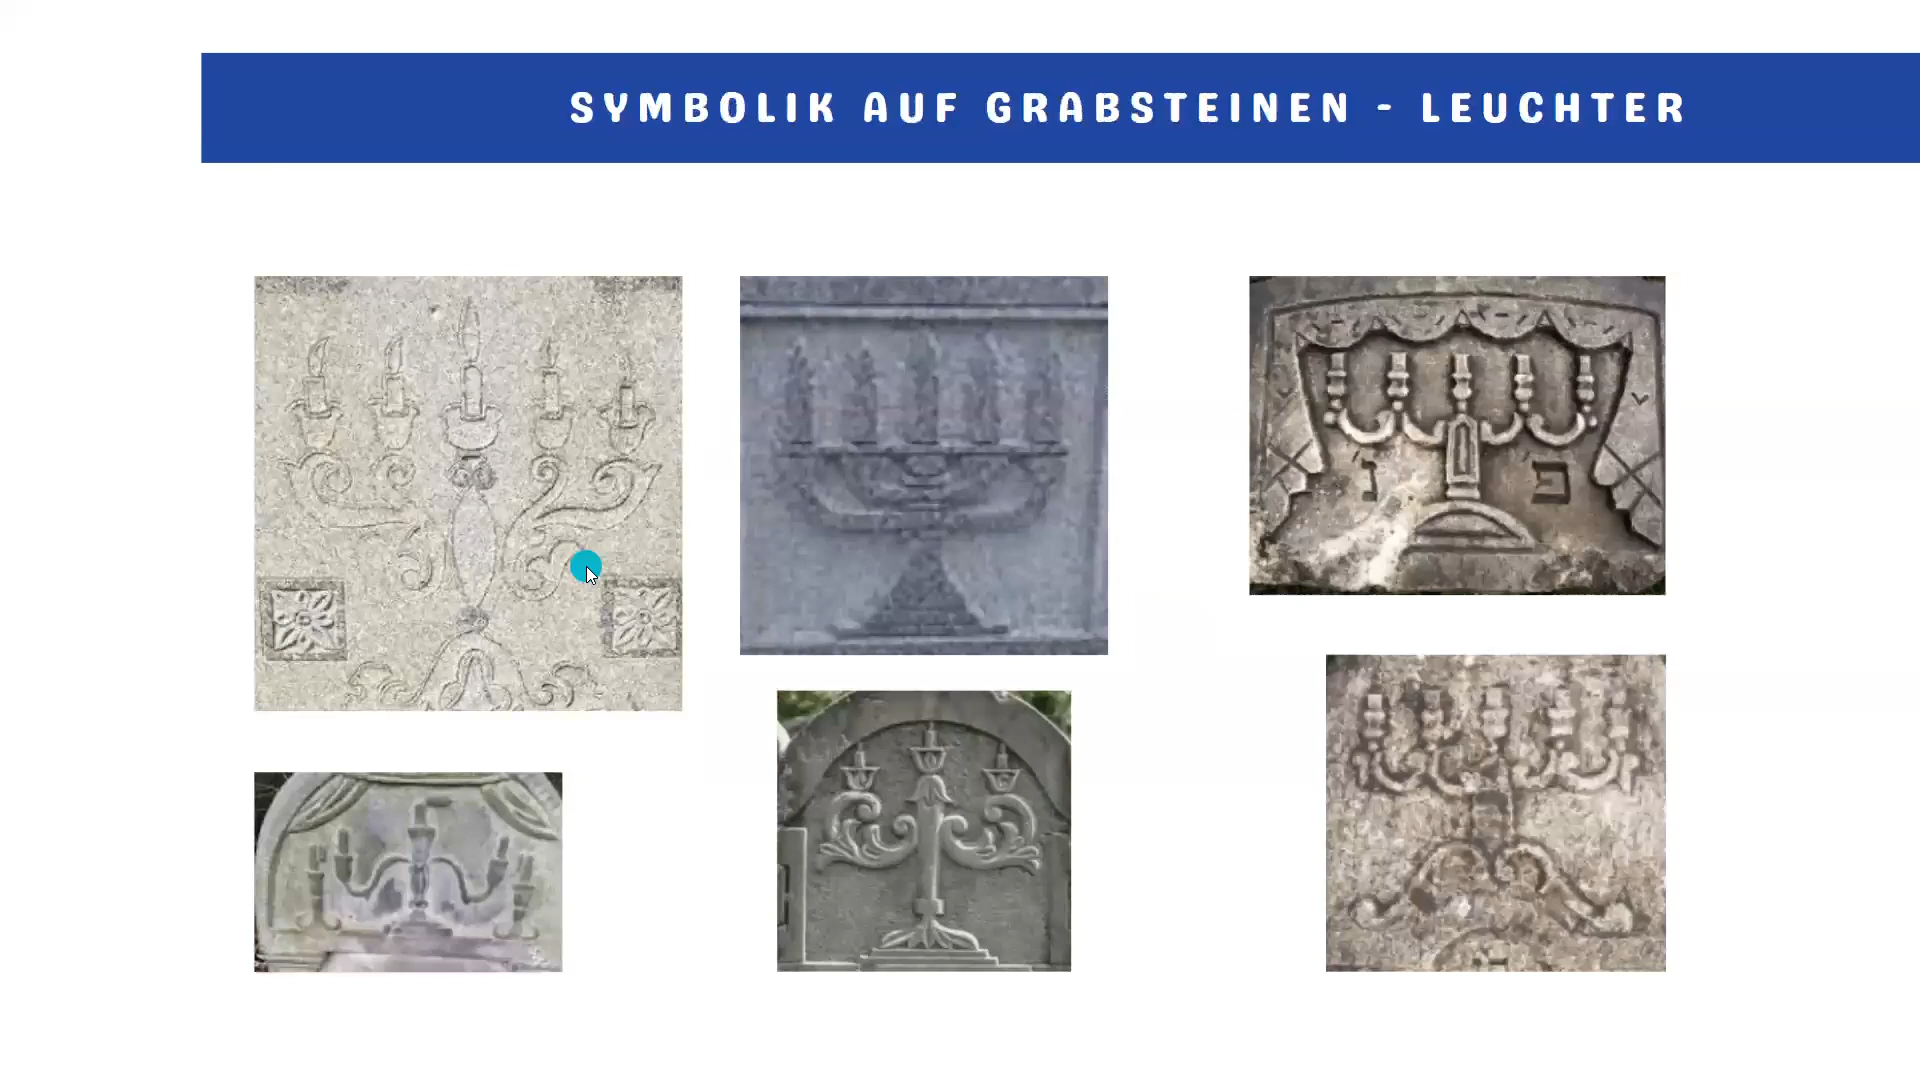 SYMBOLIK AUF GRABSTEINEN - LEUCHTER
פ׳ נ׳